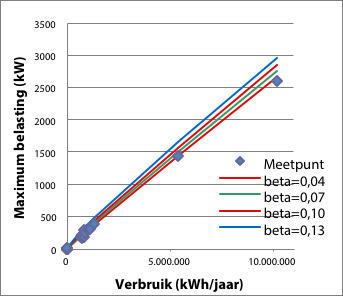 3500
3000
2500
2000
1500
1000
500
0
0
5.000.000
10.000.000
Maximum belasting (kW)
Verbruik (kWh/jaar)
Meetpunt
beta=0,04
beta=0,07
beta=0,10
beta=0,13